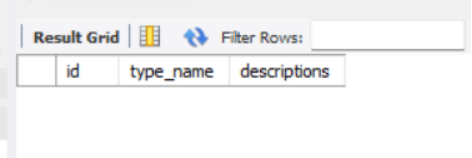 Result Grid Filter Rows:
id type_name descriptions